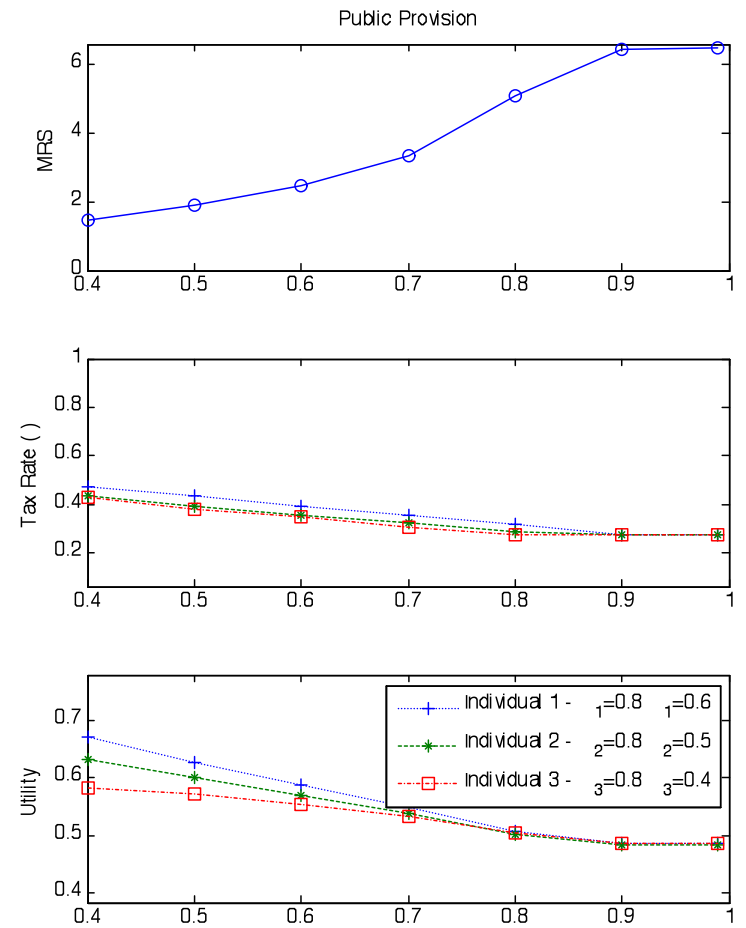 Public Provision
MRS
6
4
2
0
0.4 0.5 0.6 0.7 0.8 0.9 1
Tax Rate ( )
1
0.8
0.6
0.4
0.2
0.4 0.5 0.6 0.7 0.8 0.9 1
Utility
0.7
0.6
0.5
0.4
Individual 1 - 1=0.8 1=0.6
Individual 2 - 2=0.8 2=0.5
Individual 3 - 3=0.8 3=0.4
0.4 0.5 0.6 0.7 0.8 0.9 1